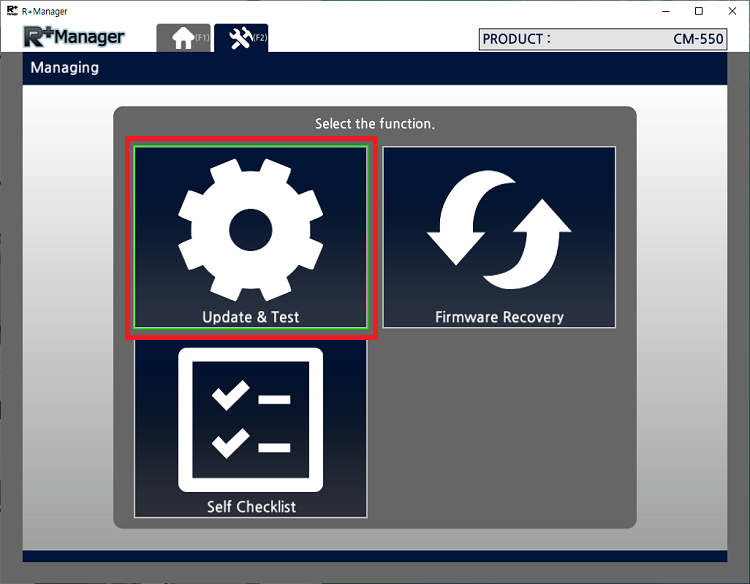 R+Manager
R+Manager
(F1)
(F2)
PRODUCT : CM-550
Managing
Select the function.
Update & Test
Firmware Recovery
Self Checklist